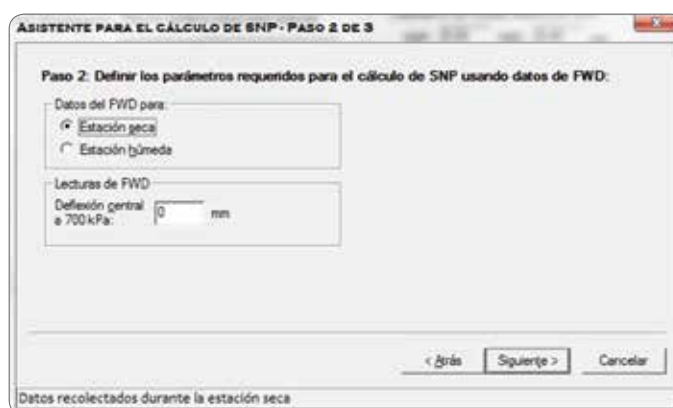 ASISTENTE PARA EL CÁLCULO DE SNP - PASO 2 DE 3
Paso 2: Definir los parámetros requeridos para el cálculo de SNP usando datos de FWD:
Datos del FWD para:
Estación seca
Estación húmeda
Lecturas de FWD
Deflexión central
a 700 kPa: 0 mm
< Atrás Siguiente > Cancelar
Datos recolectados durante la estación seca